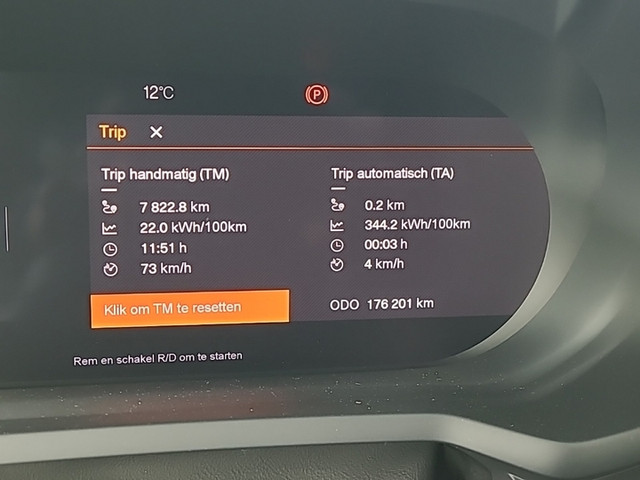 12°C
P
Trip
Trip handmatig (TM)
7 822.8 km
22.0 kWh/100km
11:51 h
73 km/h
Klik om TM te resetten
Trip automatisch (TA)
0.2 km
344.2 kWh/100km
00:03 h
4 km/h
ODO 176 201 km
Rem en schakel R/D om te starten